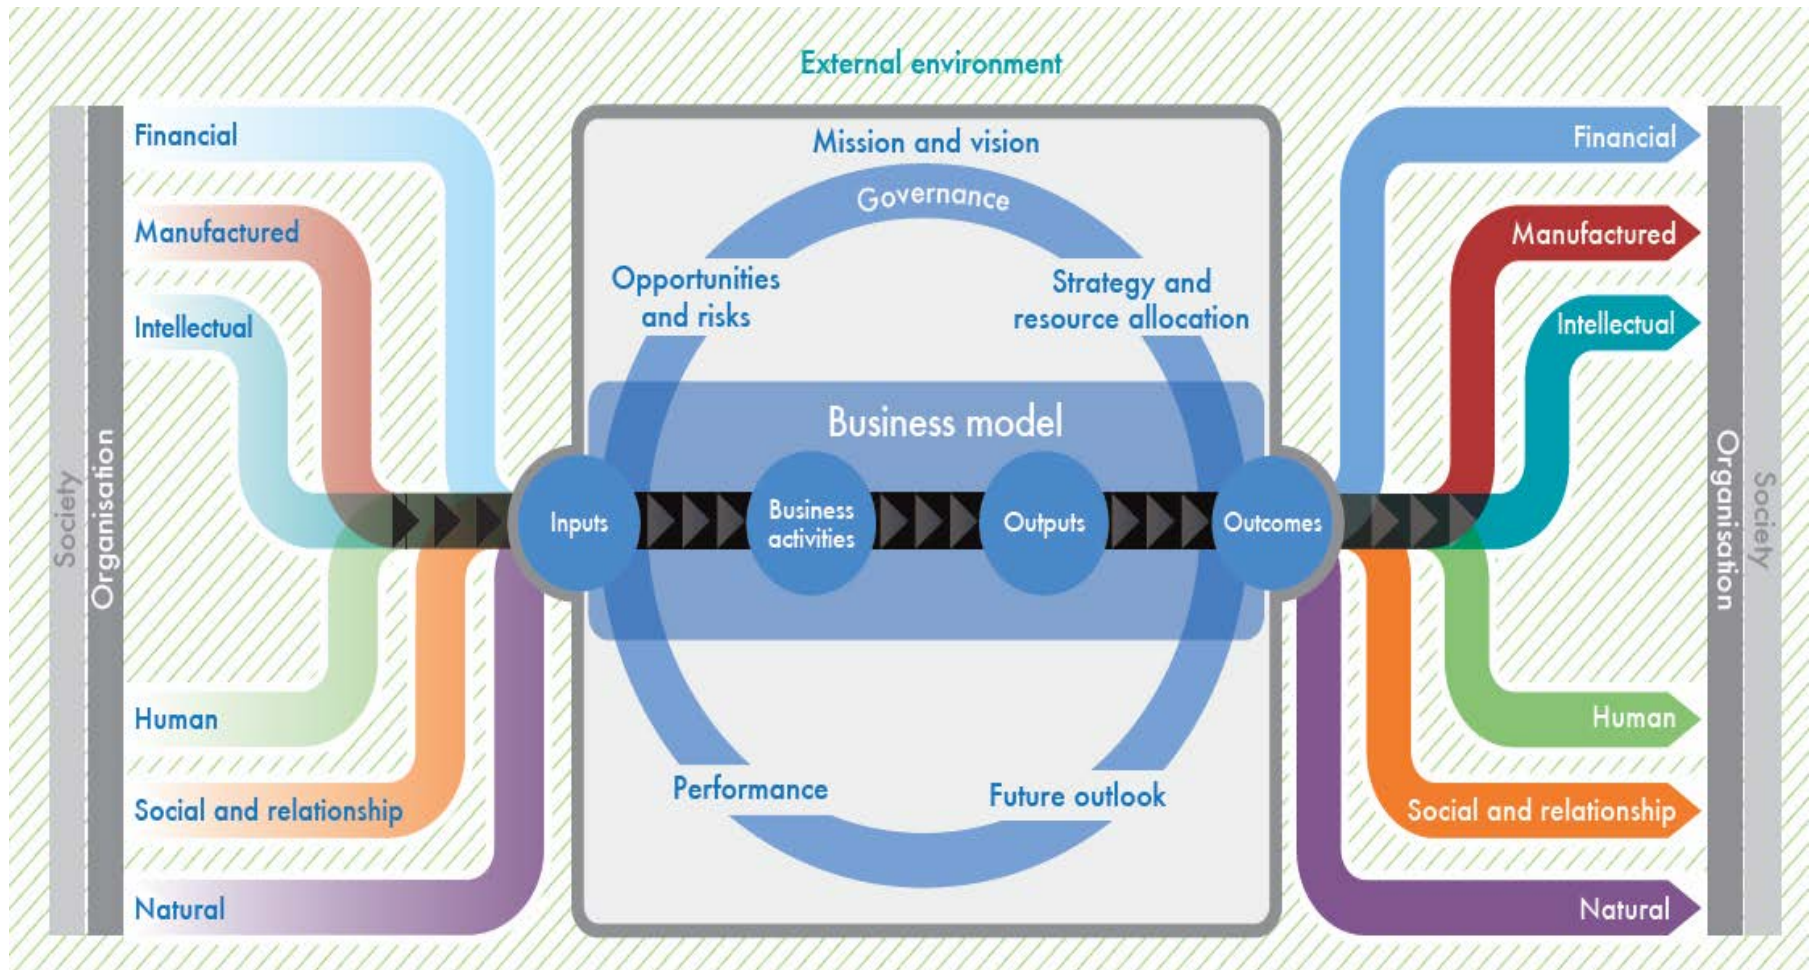 External environment
Society
Organisation
Financial
Manufactured
Intellectual
Human
Social and relationship
Natural
Mission and vision
Governance
Opportunities
and risks
Strategy and
resource allocation
Business model
Inputs
Business
activities
Outputs
Outcomes
Performance
Future outlook
Financial
Manufactured
Intellectual
Human
Social and relationship
Natural
Organisation
Society